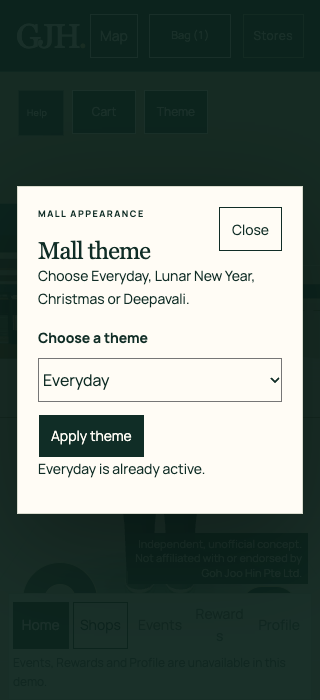 GJH.
Map
Bag (1)
Stores
Help
Cart
Theme
MALL APPEARANCE
Close
Mall theme
Choose Everyday, Lunar New Year,
Christmas or Deepavali.
Choose a theme
Everyday
Apply theme
Everyday is already active.
Independent, unofficial concept.
Not affiliated with or endorsed by
Goh Joo Hin Pte Ltd
Home
Shops
Events
Reward
s
Profile
Events, Rewards and Profile are unavailable in this
demo.